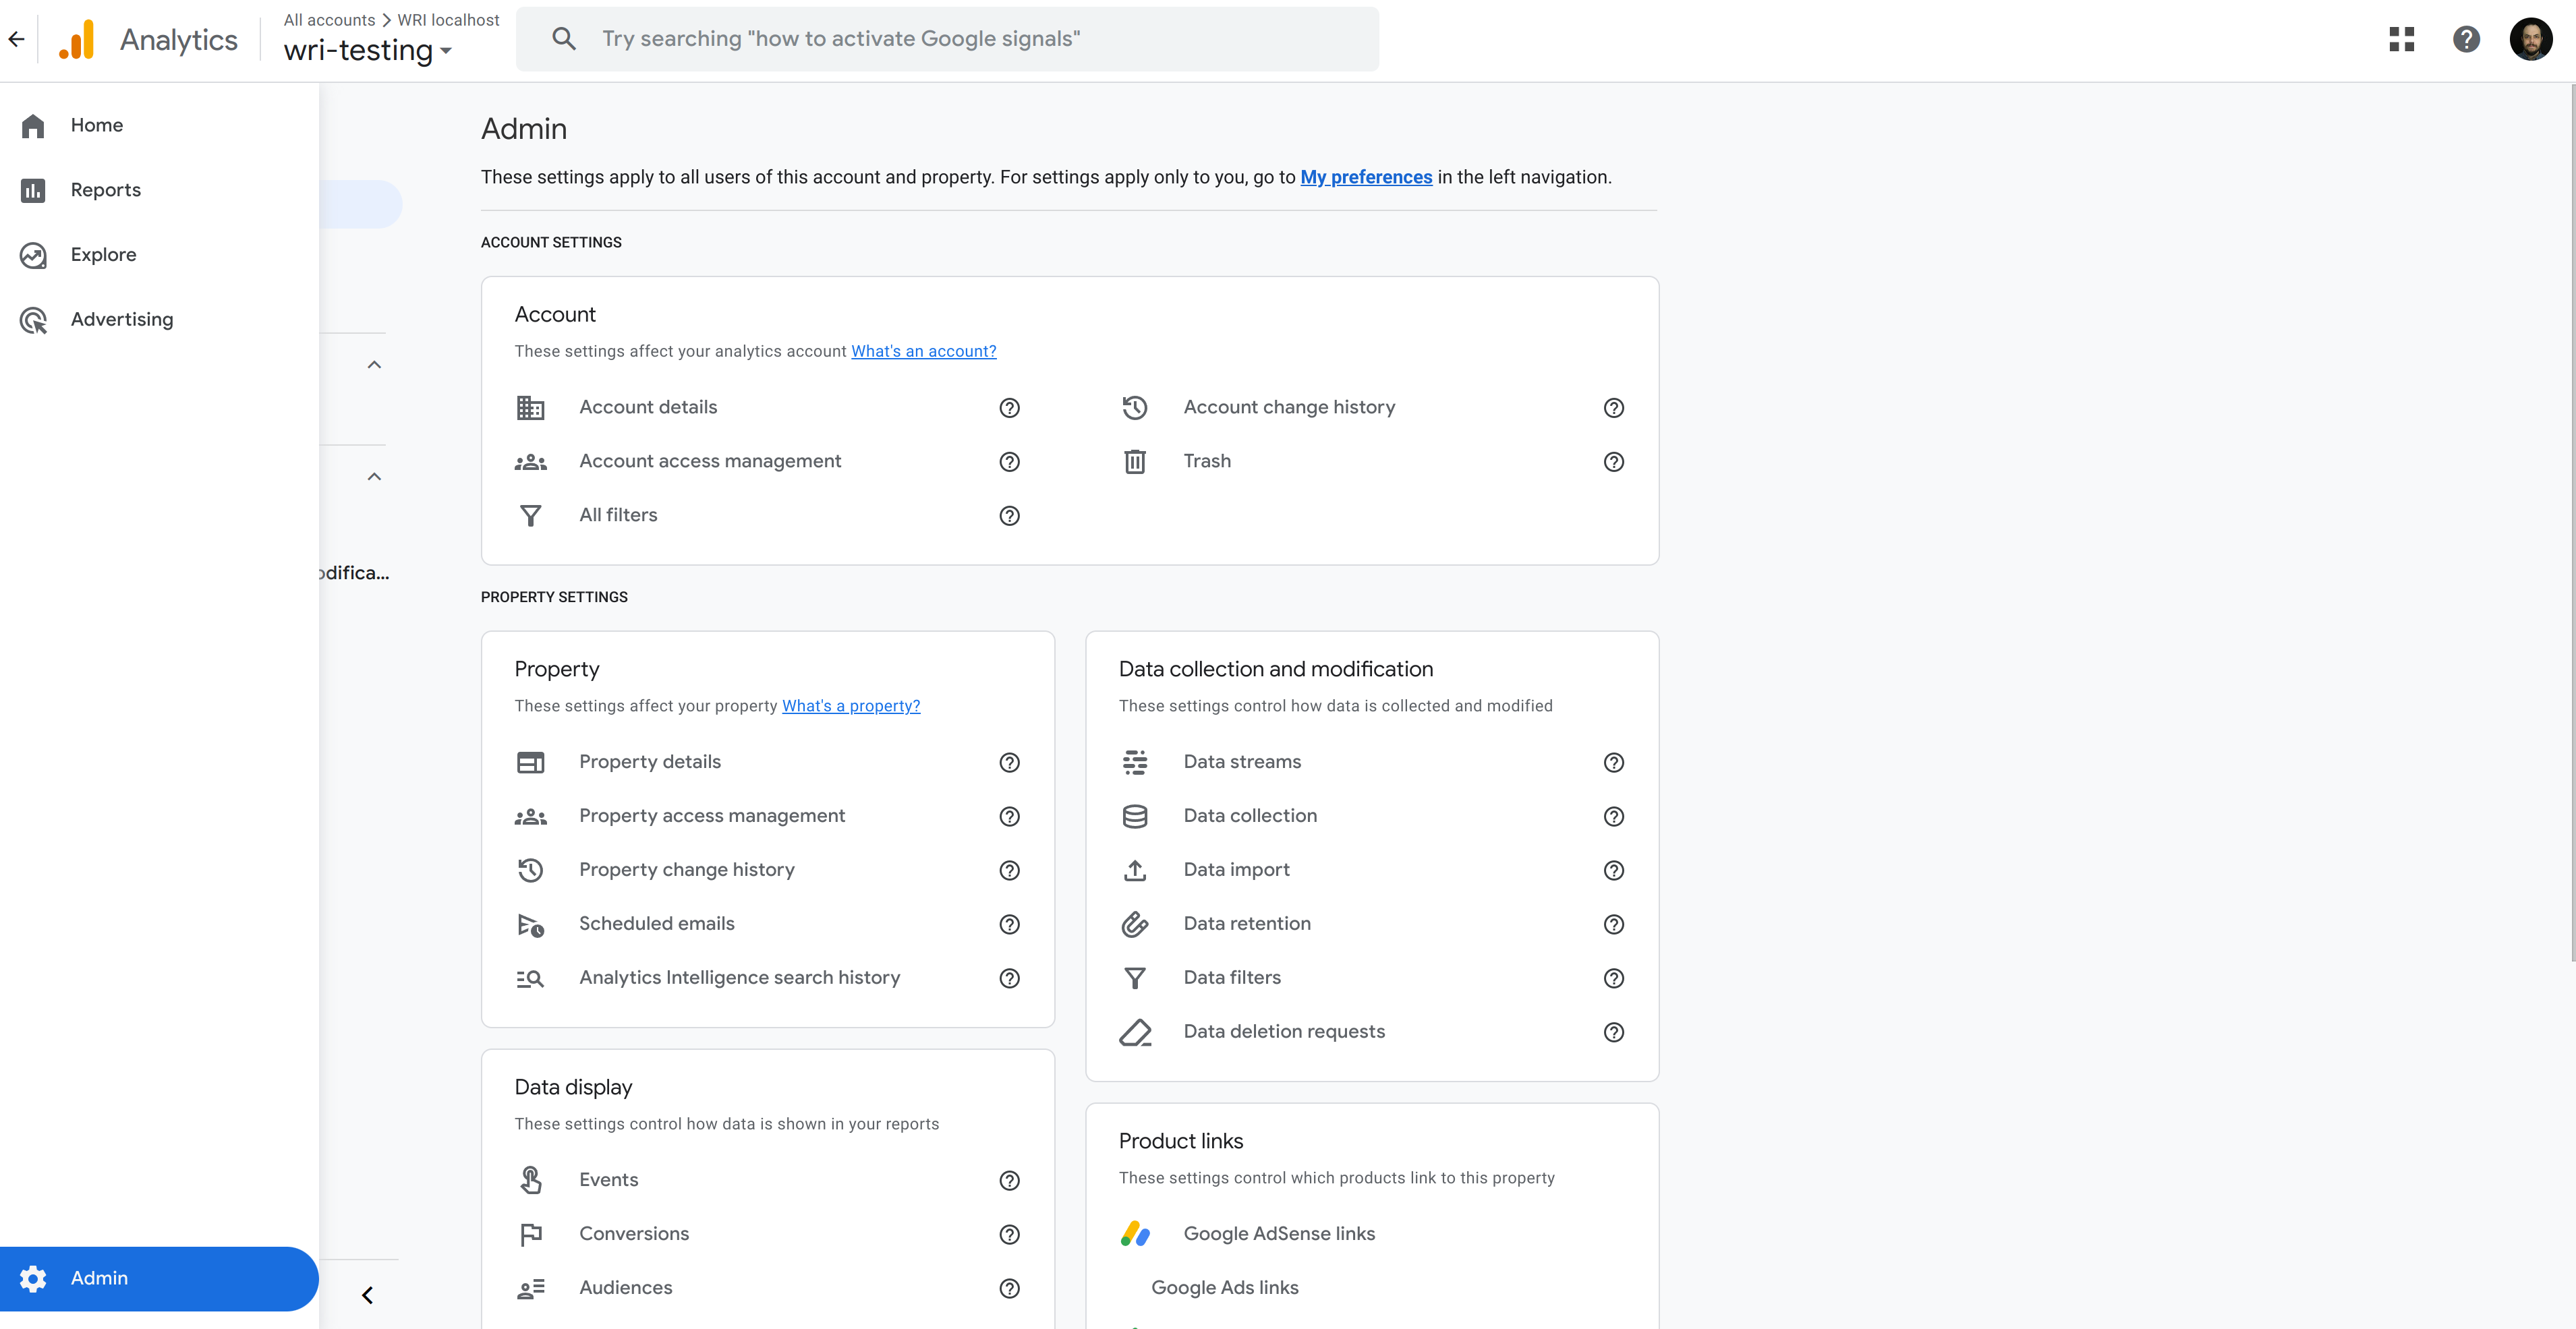 Analytics
All accounts > WRI localhost
wri-testing
Try searching "how to activate Google signals"
Home
Reports
Explore
Advertising
odifica...
Admin
Admin
These settings apply to all users of this account and property. For settings apply only to you, go to My preferences in the left navigation.
ACCOUNT SETTINGS
Account
These settings affect your analytics account What's an account?
Account details
Account access management
All filters
Account change history
Trash
PROPERTY SETTINGS
Property
These settings affect your property What's a property?
Property details
Property access management
Property change history
Scheduled emails
Analytics Intelligence search history
Data display
These settings control how data is shown in your reports
Events
Conversions
Audiences
Data collection and modification
These settings control how data is collected and modified
Data streams
Data collection
Data import
Data retention
Data filters
Data deletion requests
Product links
These settings control which products link to this property
Google AdSense links
Google Ads links